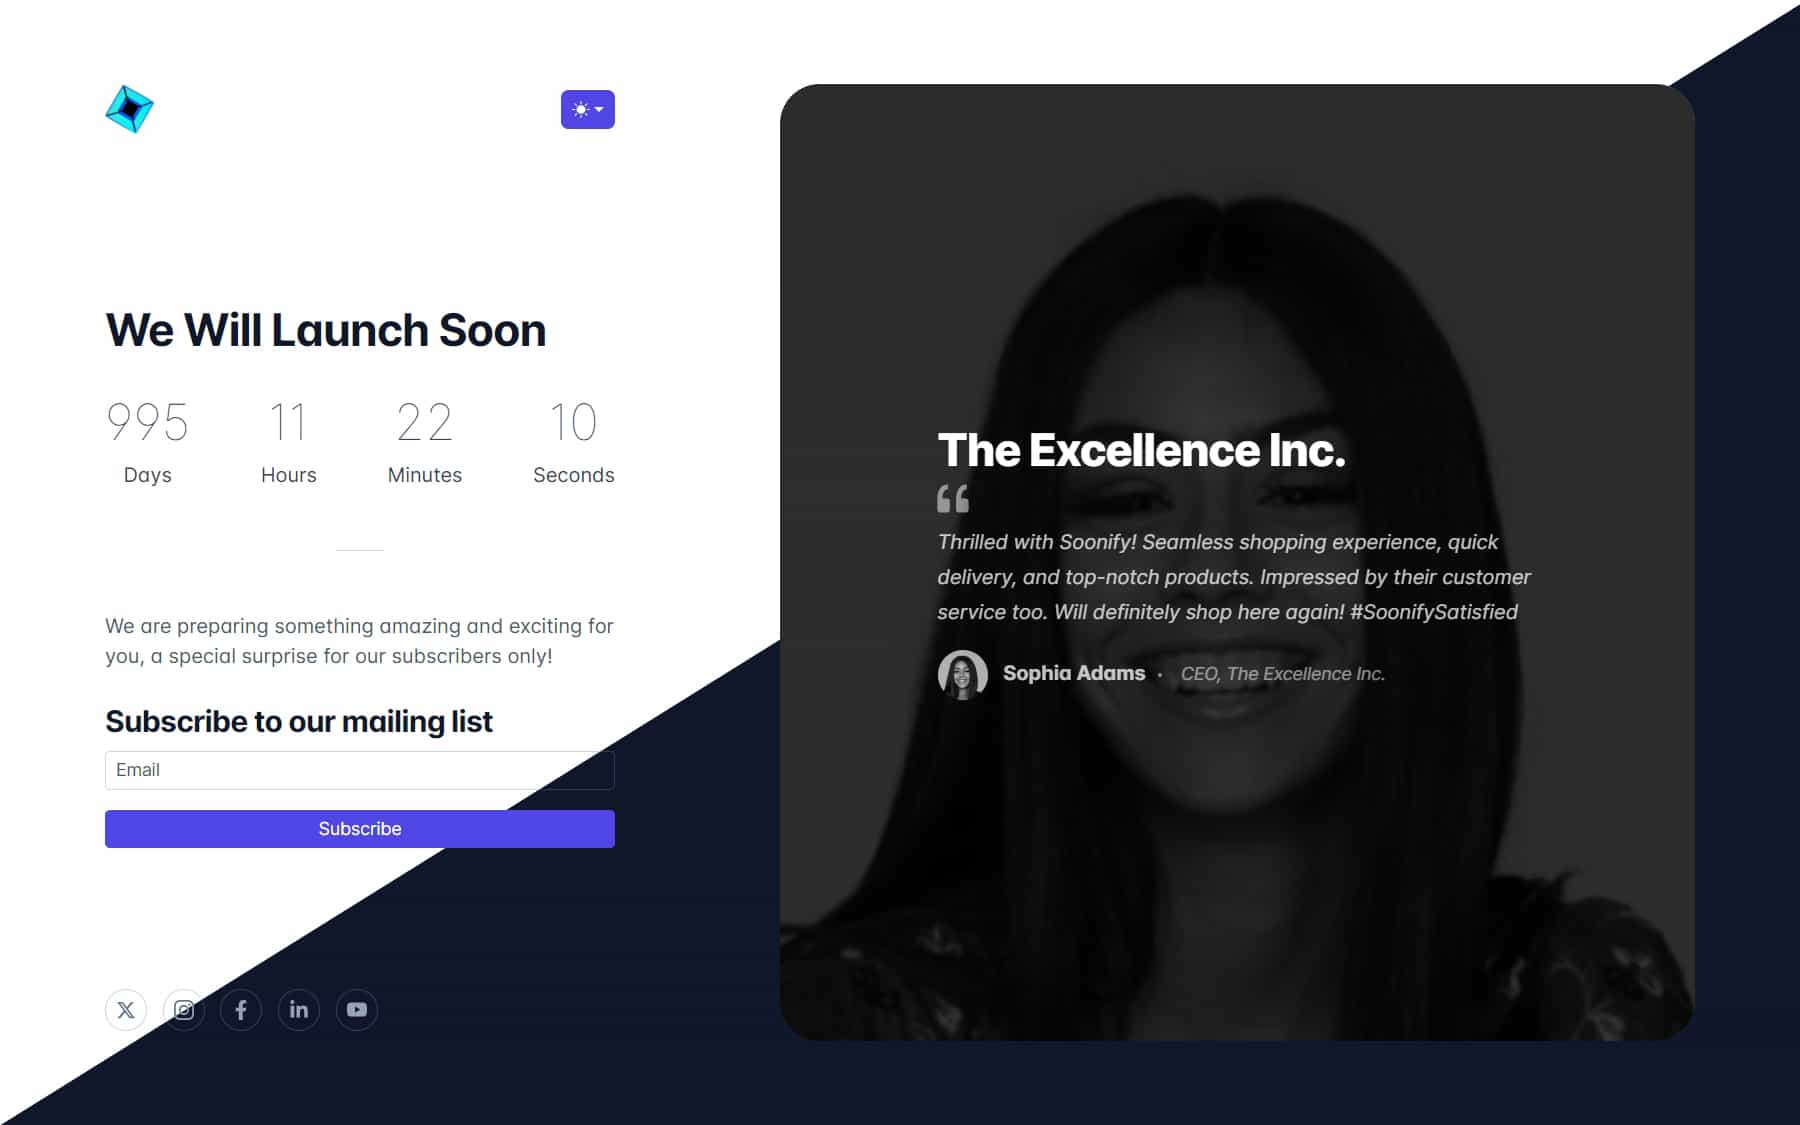 We Will Launch Soon
995 11 22 10
Days Hours Minutes Seconds
We are preparing something amazing and exciting for
you, a special surprise for our subscribers only!
Subscribe to our mailing list
Email
Subscribe
The Excellence Inc.
Thrilled with Soonify! Seamless shopping experience, quick
delivery, and top-notch products. Impressed by their customer
service too. Will definitely shop here again! #SoonifySatisfied
Sophia Adams · CEO, The Excellence Inc.